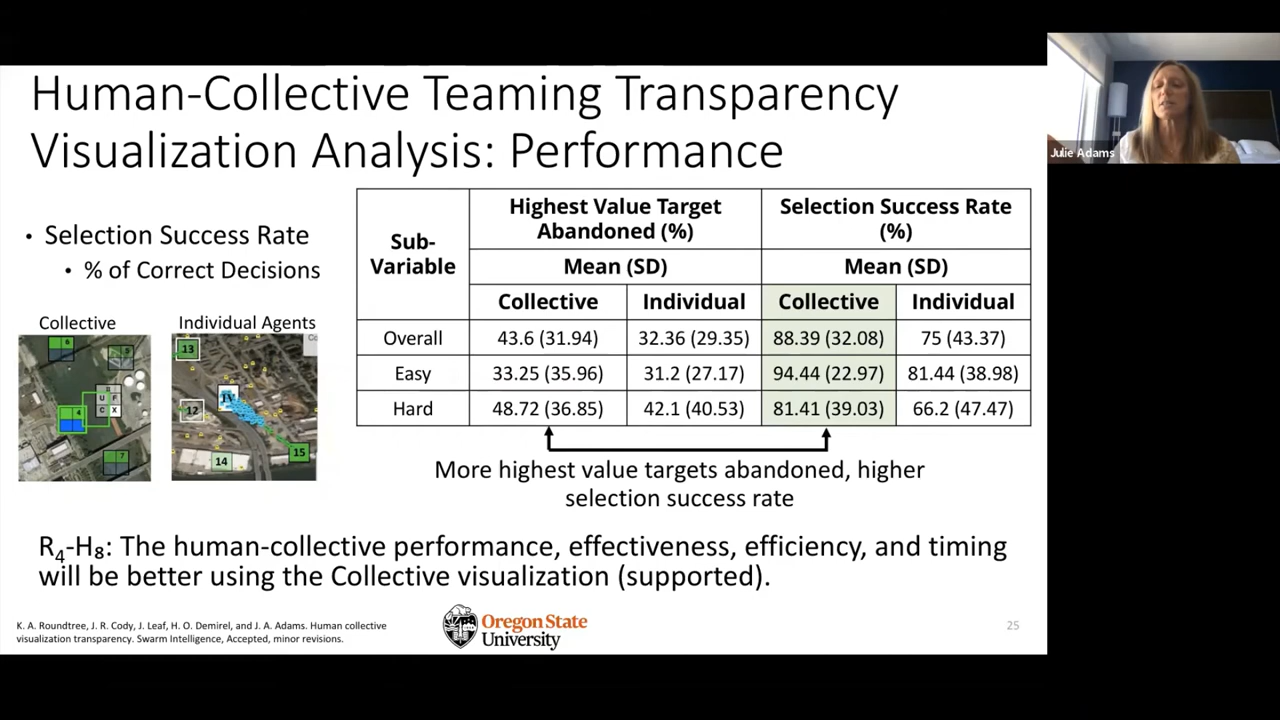 Human-Collective Teaming Transparency
Visualization Analysis: Performance
• Selection Success Rate
• % of Correct Decisions
Collective
Individual Agents
13
12
IV
14
15
8
5
U F
C X
4
7
Sub-
Variable
Highest Value Target
Abandoned (%)
Selection Success Rate
(%)
Mean (SD)
Mean (SD)
Collective
Individual
Collective
Individual
Overall
43.6 (31.94)
32.36 (29.35)
88.39 (32.08)
75 (43.37)
Easy
33.25 (35.96)
31.2 (27.17)
94.44 (22.97)
81.44 (38.98)
Hard
48.72 (36.85)
42.1 (40.53)
81.41 (39.03)
66.2 (47.47)
More highest value targets abandoned, higher
selection success rate
R4-H8: The human-collective performance, effectiveness, efficiency, and timing
will be better using the Collective visualization (supported).
K. A. Roundtree, J. R. Cody, J. Leaf, H. O. Demirel, and J. A. Adams. Human collective
visualization transparency. Swarm Intelligence, Accepted, minor revisions.
Oregon State
University
25
Julie Adams